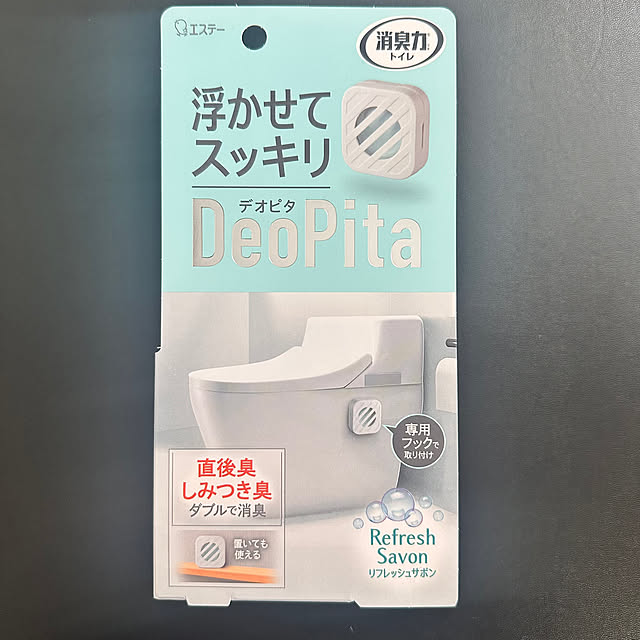 エステー
消臭力
トイレ
浮かせて
スッキリ
デオピタ
DeoPita
専用
フックで
取り付け
直後臭
しみつき臭
ダブルで消臭
置いても
使える
Refresh
Savon
リフレッシュサボン